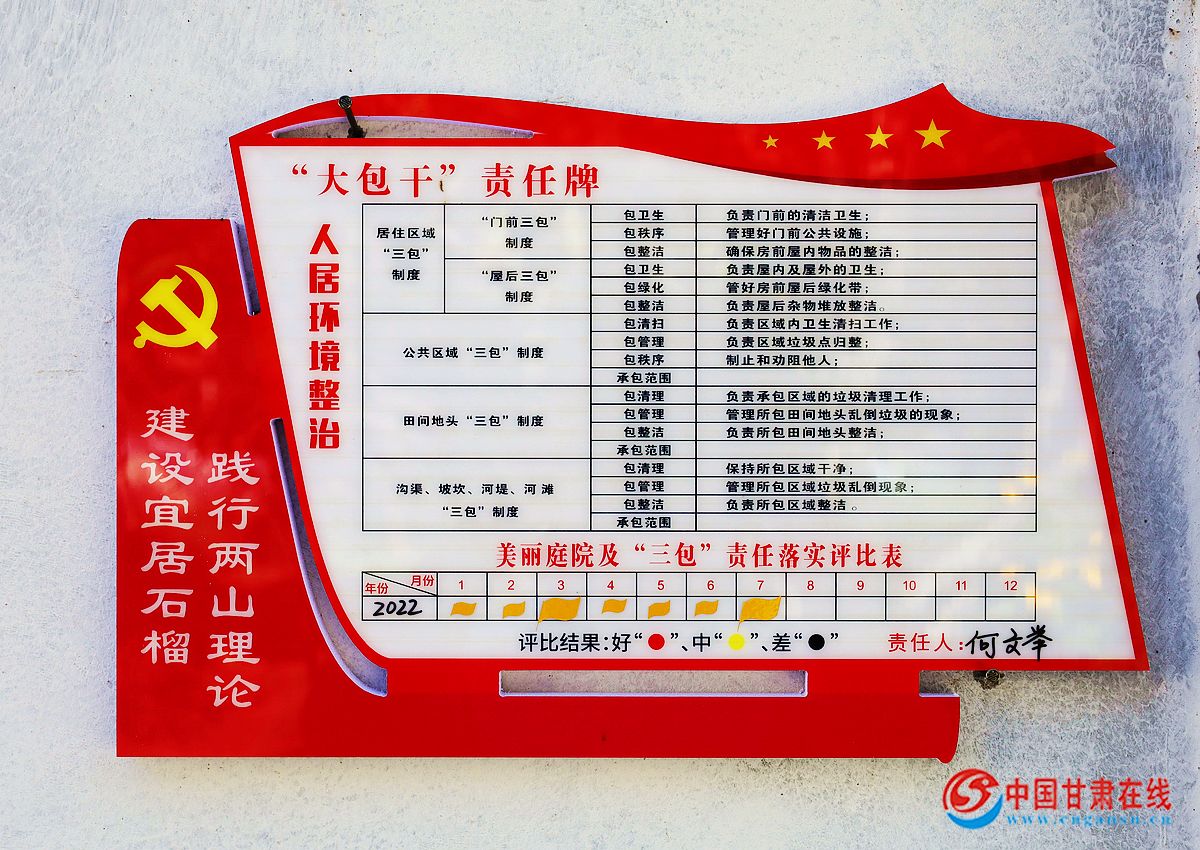 “大包干”责任牌
人居环境整治
居住区域
“三包”
制度
“门前三包”
制度
包卫生 负责门前的清洁卫生;
包秩序 管理好门前公共设施;
包整洁 确保房前屋内物品的整洁;
“屋后三包”
制度
包卫生 负责屋内及屋外的卫生;
包绿化 管好房前屋后绿化带;
包整洁 负责屋后杂物堆放整洁。
公共区域“三包”制度
包清扫 负责区域内卫生清扫工作;
包管理 负责区域垃圾点归整;
包秩序 制止和劝阻他人;
承包范围
田间地头“三包”制度
包清理 负责承包区域的垃圾清理工作;
包管理 管理所包田间地头乱倒垃圾的现象;
包整洁 负责所包田间地头整洁;
承包范围
沟渠、坡坎、河堤、河滩
“三包”制度
包清理 保持所包区域干净;
包管理 管理所包区域垃圾乱倒现象;
包整洁 负责所包区域整洁。
承包范围
美丽庭院及“三包”责任落实评比表
年份 月份 1 2 3 4 5 6 7 8 9 10 11 12
2022
评比结果:好“●”、中“●”、差“●”
责任人:何文举
践行两山理论
建设宜居石榴
中国甘肃在线
www.cngansu.cn